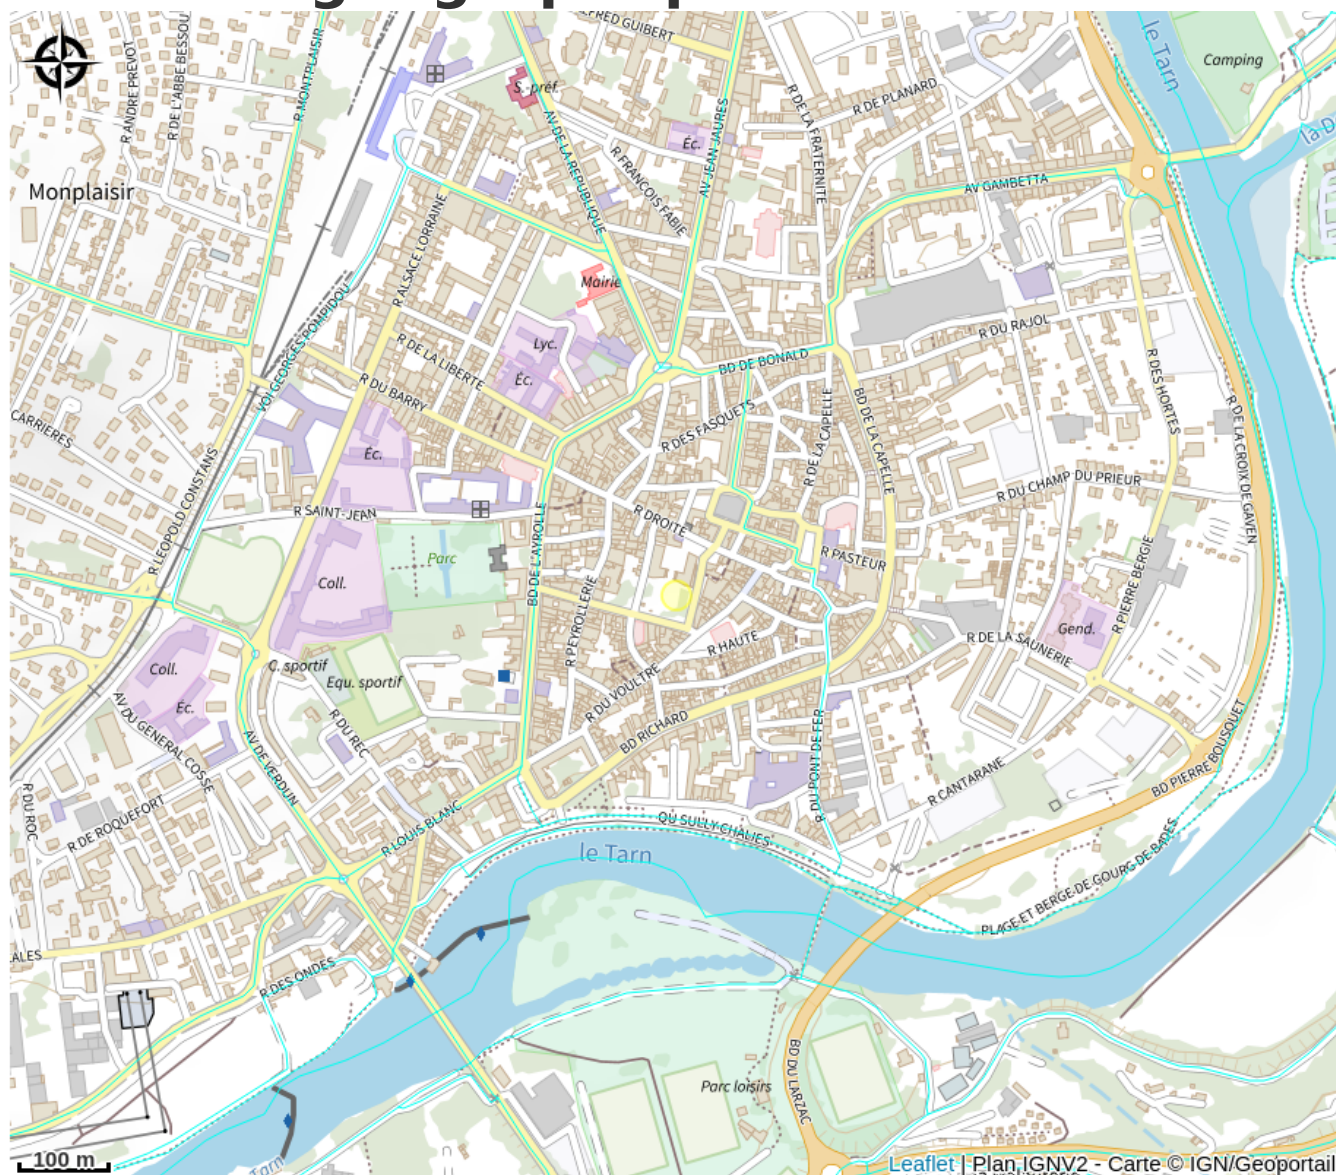 ALFRED GUIBERT
le Tarn
Camping
R ANDRE PREVOT
R DE L'ABBE BESSOU
R MONTPLAISIR
S.-préf.
R DE PLANARD
R DE LA FRATERNITE
AV DE LA REPUBLIQUE
Éc.
AV JEAN JAURES
R FRANCOIS FABIE
la D
Monplaisir
AV GAMBETTA
R ALSACE LORRAINE
Mairie
VOI GEORGES POMPIDOU
R DE LA LIBERTE
Lyc.
R DU RAJOL
BD DE BONALD
R DU BARRY
Éc.
R DES HORTES
CARRIERES
R DES FASQUETS
R DE LA CAPELLE
BD DE LA CAPELLE
R DE LA CROIX DE GAVEN
Éc.
R LEOPOLD CONSTANS
R DU CHAMP DU PRIEUR
R SAINT-JEAN
R DROITE
Parc
R PASTEUR
BD DE L'AYROLLE
R PEYROLLERIE
Coll.
R PIERRE BERGIE
Gend.
R HAUTE
R DE LA SAUNERIE
Coll.
C. sportif
Equ. sportif
R DU VOULTRE
Éc.
AV DU GENERAL COSSE
R DU REC
BD RICHARD
R DU PONT DE FER
AV DE VERDUN
BD PIERRE BOUSQUET
R DU ROC
R DE ROQUEFORT
R CANTARANE
R LOUIS BLANC
QU SULLY CHALIES
le Tarn
PLAGE ET BERGE DE GOURG DE BADES
ALES
R DES ONDES
BD DU LARZAC
Parc loisirs
100 m
Tarn
Leaflet | Plan IGNV2 - Carte © IGN/Geoportail